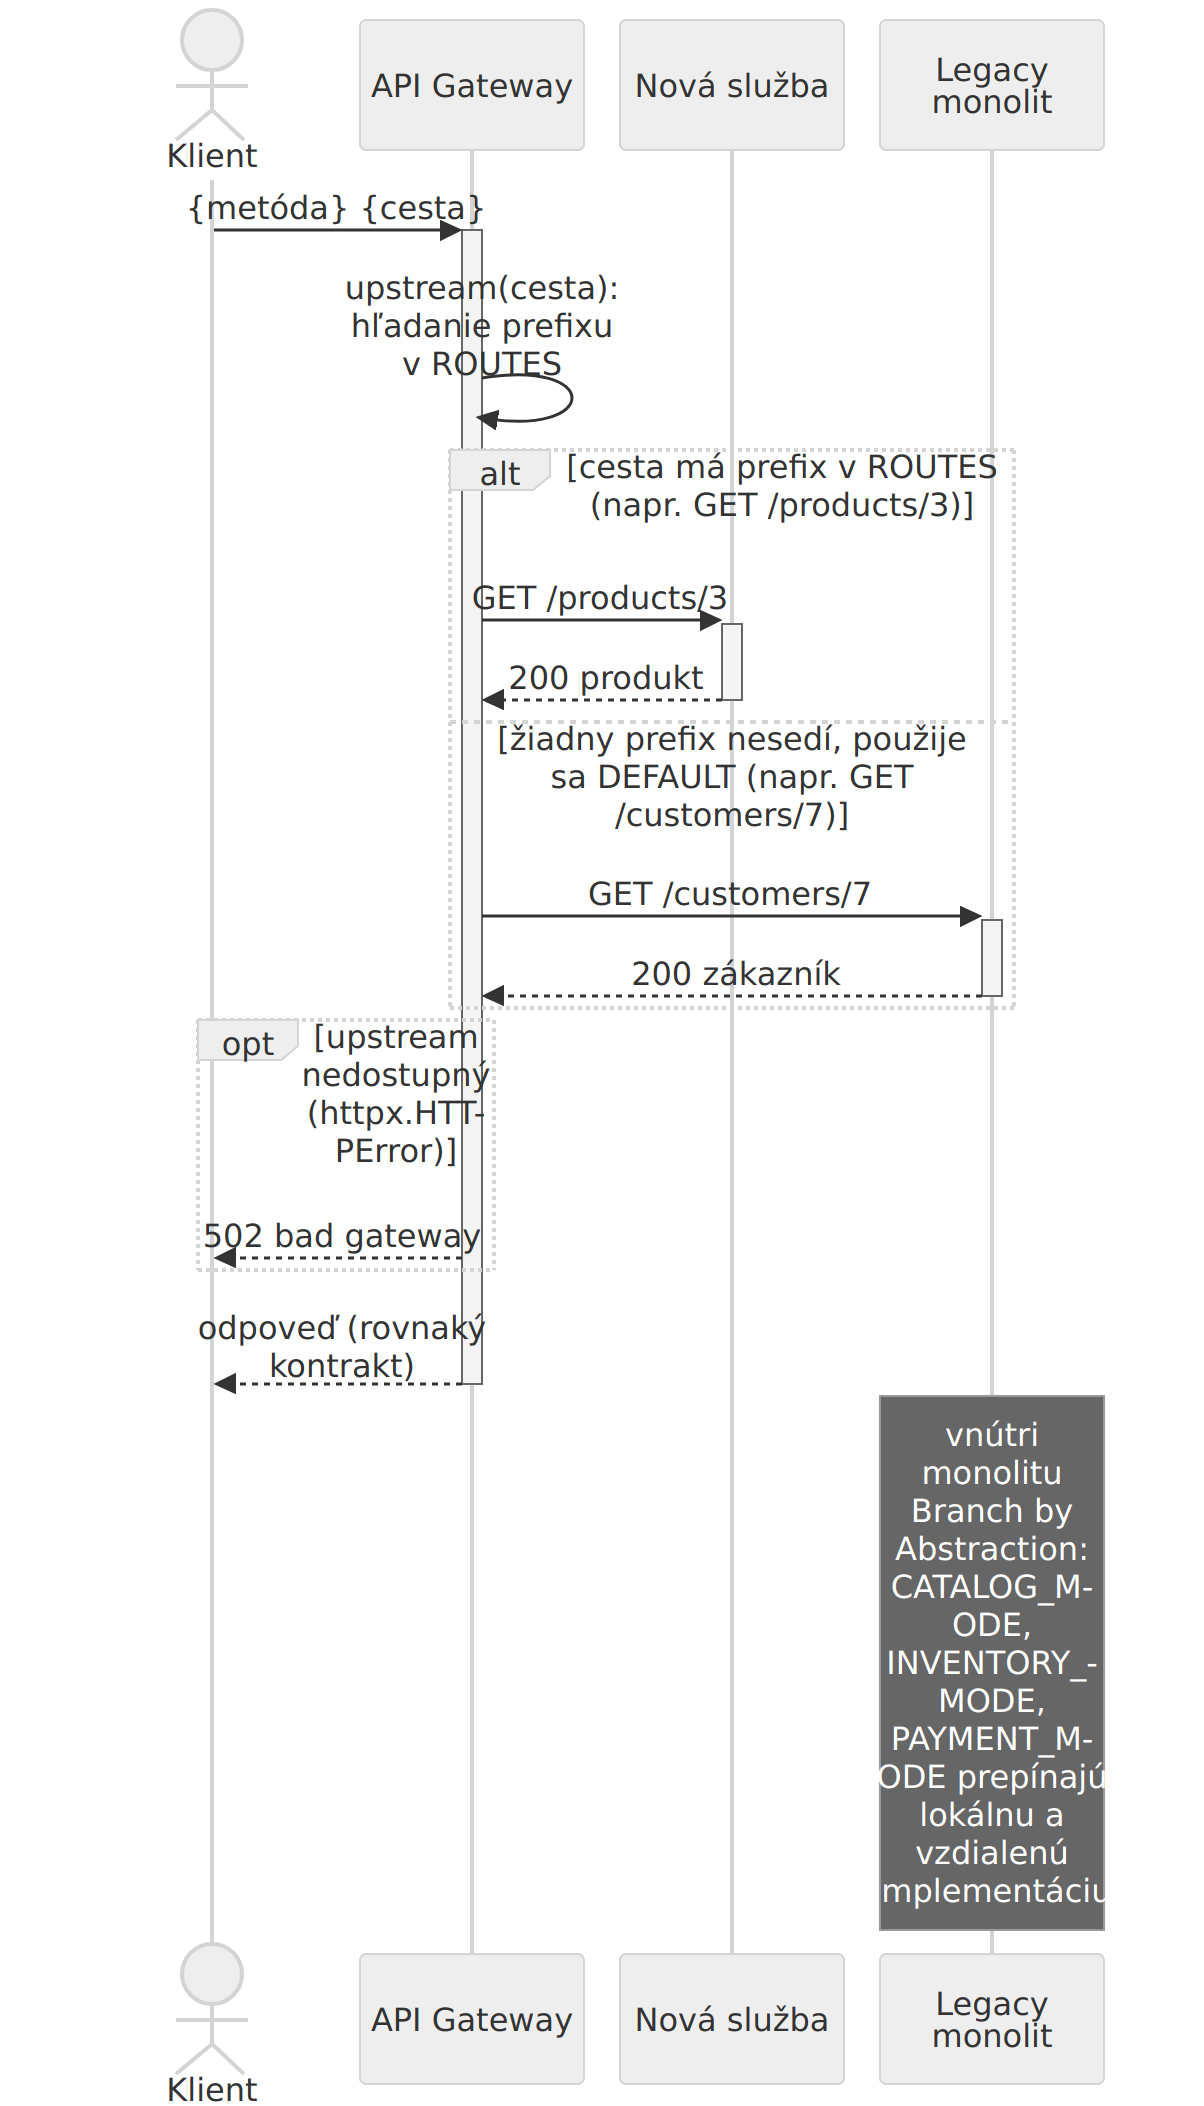 API Gateway
Nová služba
Legacy
monolit
Klient
{metóda} {cesta}
upstream(cesta):
hľadanie prefixu
v ROUTES
alt
[cesta má prefix v ROUTES
(napr. GET /products/3)]
GET /products/3
200 produkt
[žiadny prefix nesedí, použije
sa DEFAULT (napr. GET
/customers/7)]
GET /customers/7
200 zákazník
opt
[upstream
nedostupný
(httpx.HTT-
PError)]
502 bad gateway
odpoveď (rovnaký
kontrakt)
vnútri
monolitu
Branch by
Abstraction:
CATALOG_M-
ODE,
INVENTORY_-
MODE,
PAYMENT_M-
ODE prepínajú
lokálnu a
vzdialenú
mplementáciu
API Gateway
Nová služba
Legacy
monolit
Klient